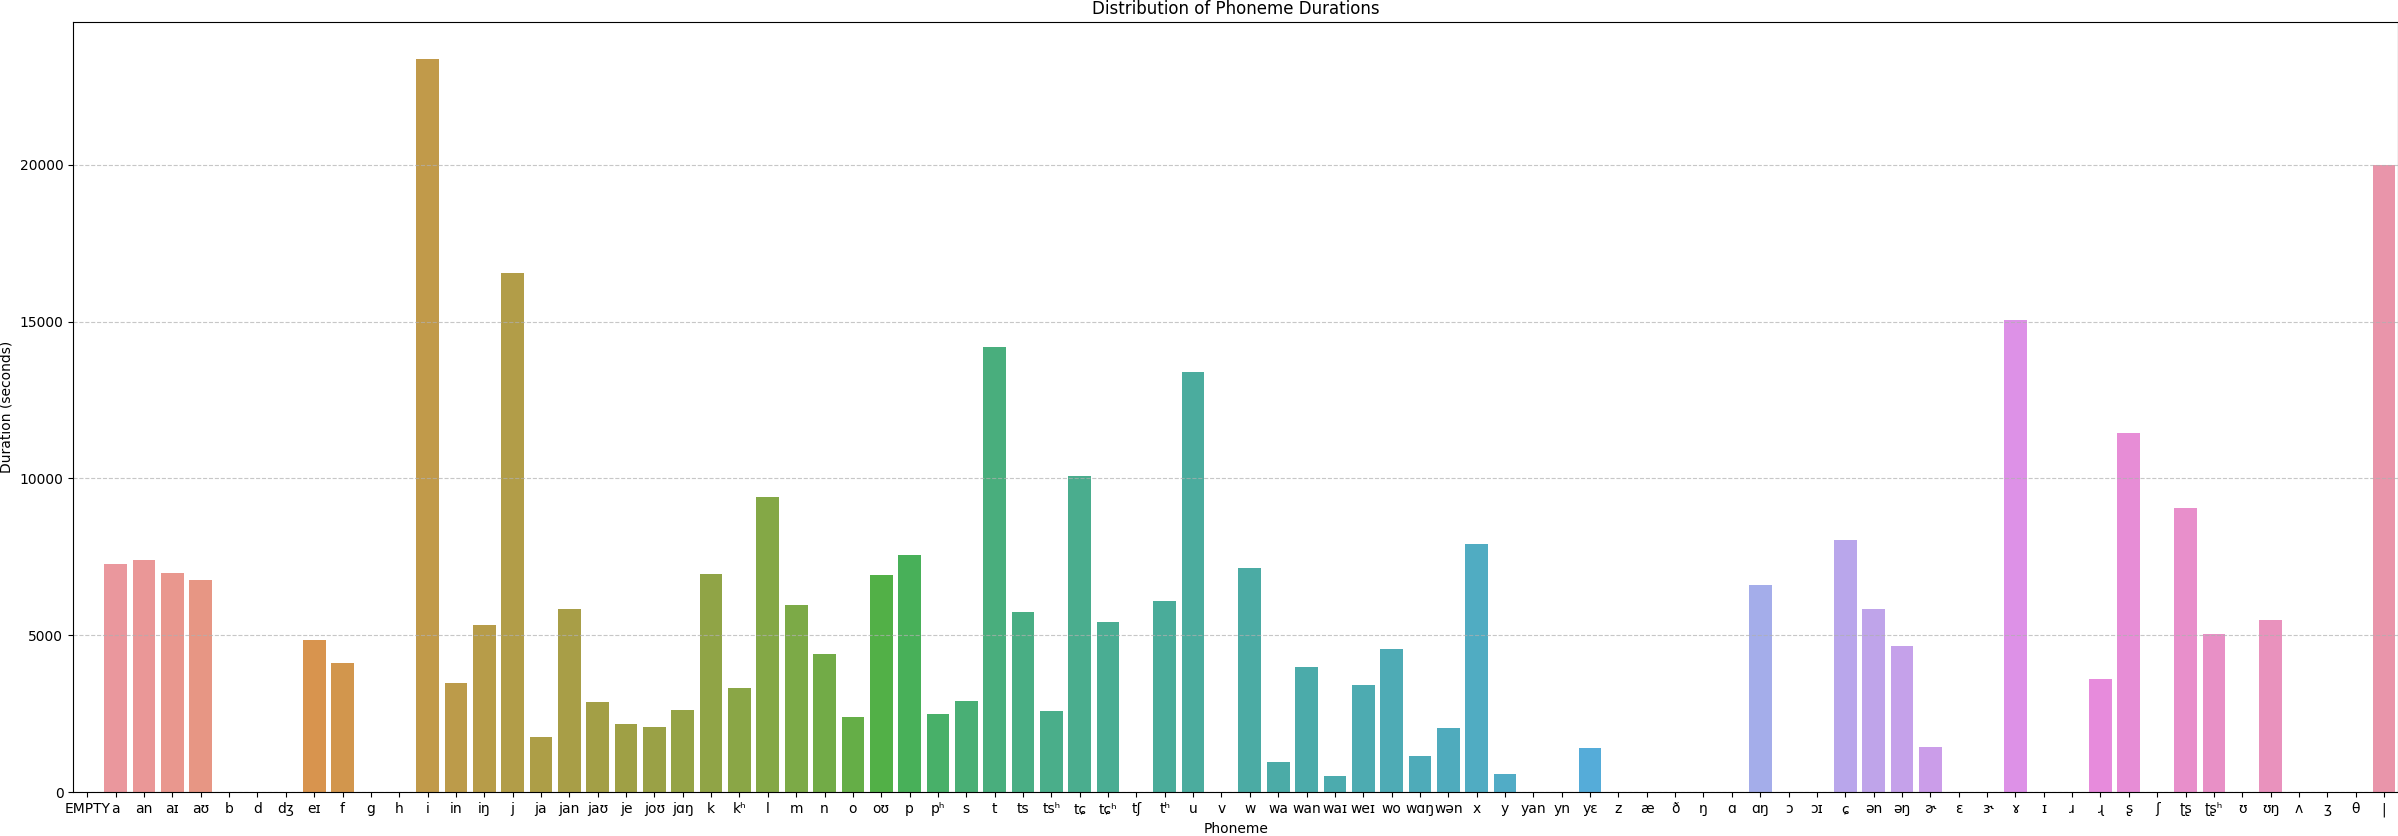 Distribution of Phoneme Durations
Duration (seconds)
20000
15000
10000
5000
0
EMPTY a an aɪ aʊ b d dʒ eɪ f ɡ h i in iŋ j ja jan jaʊ je joʊ jɑŋ k kʰ l m n o oʊ p pʰ s t ts tsʰ tɕ tɕʰ tʃ tʰ u v w wa wan waɪ weɪ wo wɑŋ wən x y yan yn yɛ z æ ð ŋ ɑ ɑŋ ɔ ɔɪ ɕ ən əŋ ɚ ɛ ɝ ɤ ɪ ɹ ɻ ʂ ʃ ʈʂ ʈʂʰ ʊ ʊŋ ʌ ʒ θ |
Phoneme